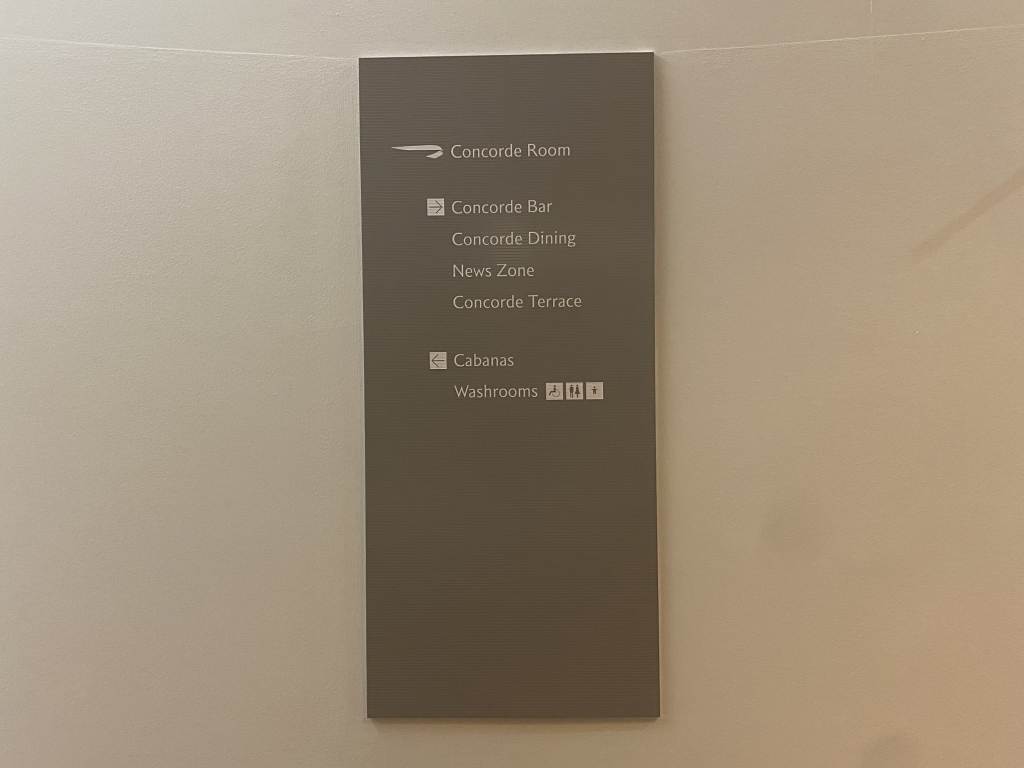 Concorde Room
Concorde Bar
Concorde Dining
News Zone
Concorde Terrace
Cabanas
Washrooms